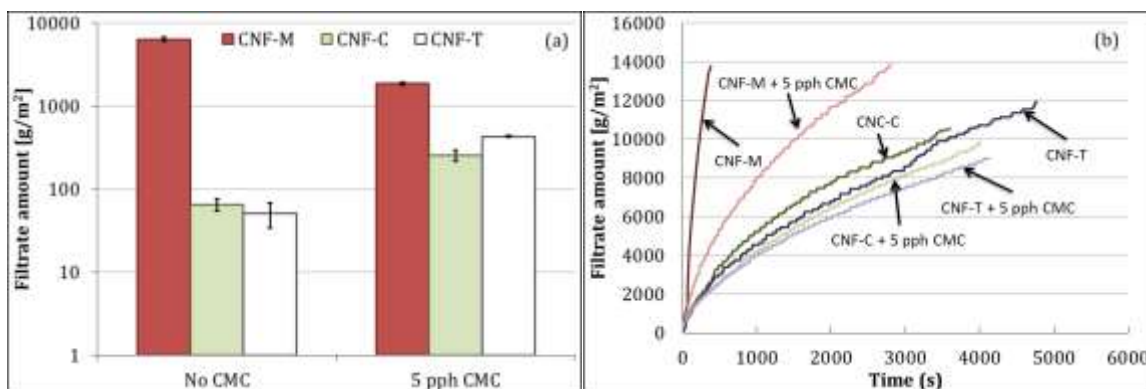 Filtrate amount [g/m²]
10000
1000
100
10
1
CNF-M CNF-C CNF-T
(a)
No CMC
5 pph CMC
Filtrate amount [g/m²]
16000
14000
12000
10000
8000
6000
4000
2000
0
(b)
CNF-M + 5 pph CMC
CNC-C
CNF-M
CNF-T
CNF-T + 5 pph CMC
CNF-C + 5 pph CMC
0 1000 2000 3000 4000 5000 6000
Time (s)